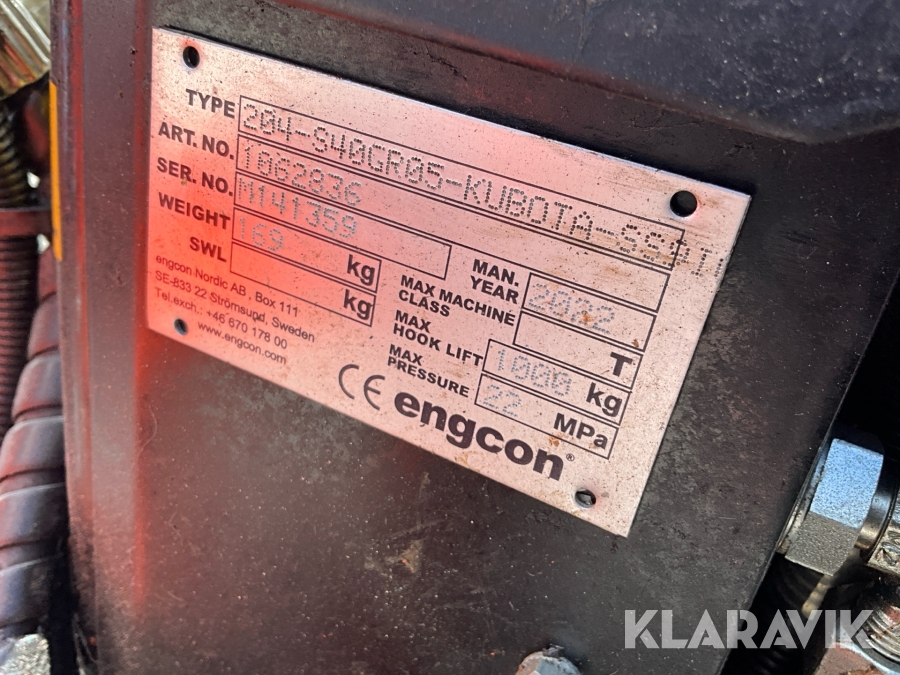 TYPE 204-S40GR05-KUBOTA-SS4II
ART. NO. 1062836
SER. NO. M141359
WEIGHT 169 kg
SWL kg
engcon Nordic AB , Box 111
SE-833 22 Strömsund, Sweden
Tel.exch.: +46 670 178 00
www.engcon.com
MAN. YEAR 2022
MAX MACHINE CLASS T
MAX HOOK LIFT 1000 kg
MAX PRESSURE 22 MPa
CE engcon®
KLARAVIK